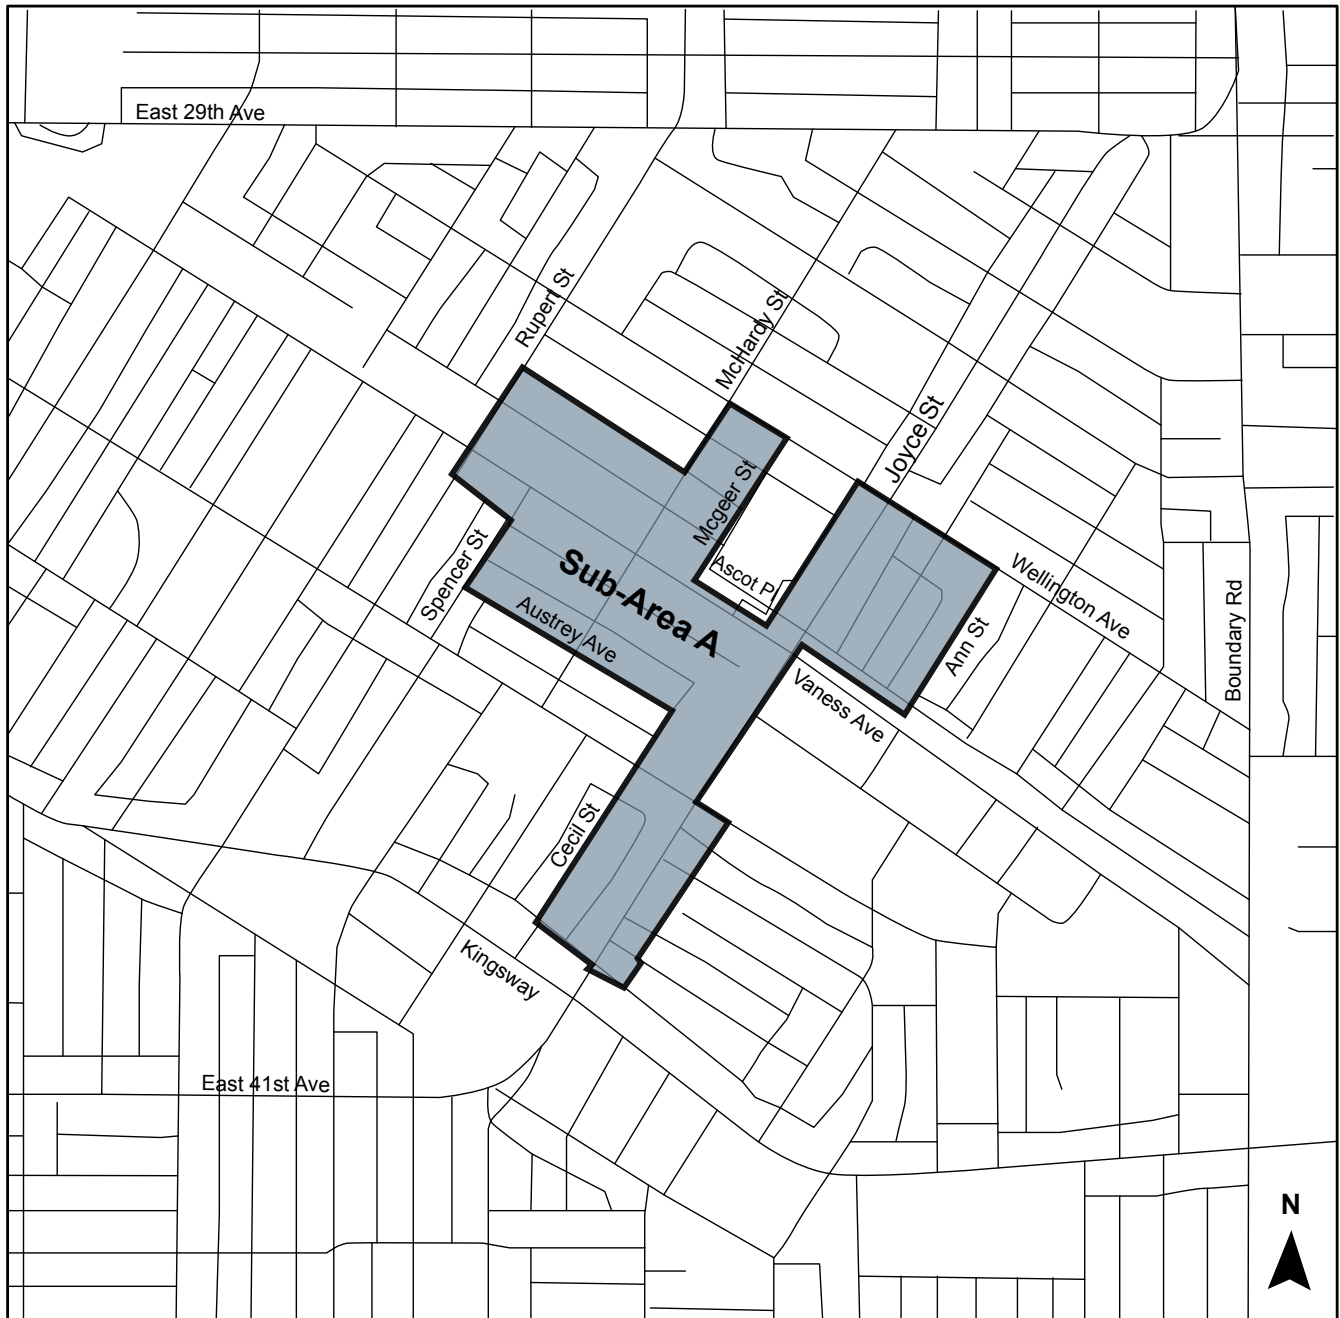 East 29th Ave
Rupert St
McHardy St
Joyce St
Mcgeer St
Spencer St
Sub-Area A
Ascot Pl
Wellington Ave
Austrey Ave
Ann St
Boundary Rd
Vaness Ave
Cecil St
Kingsway
East 41st Ave
N